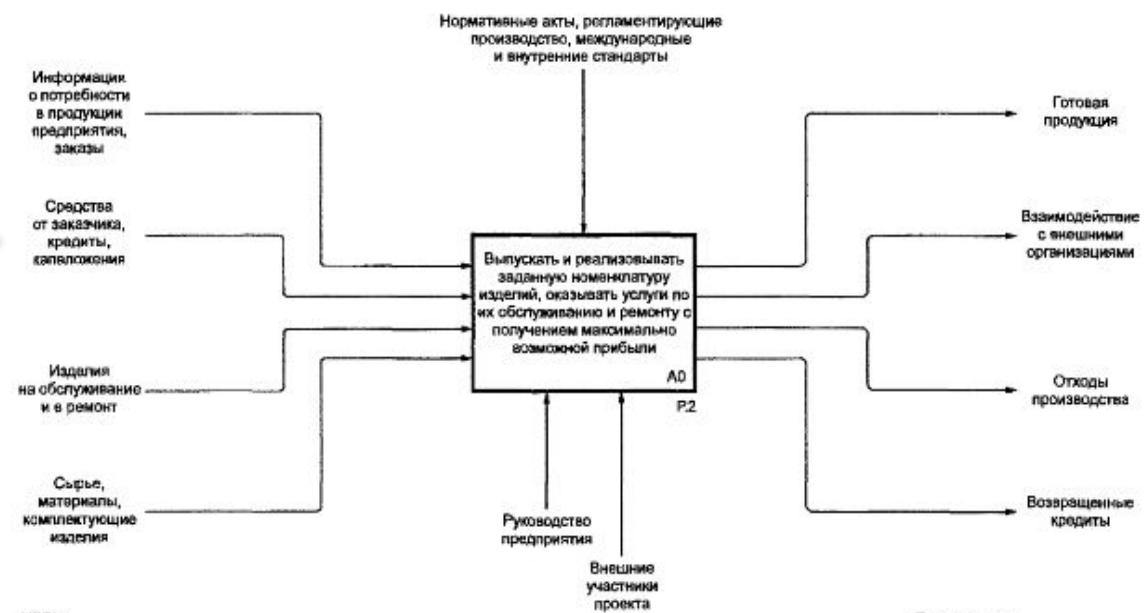 Нормативные акты, регламентирующие
производство, международные
и внутренние стандарты
Информация
о потребности
в продукции
предприятия,
заказы
Средства
от заказчика,
кредиты,
капвложения
Изделия
на обслуживание
и в ремонт
Сырье,
материалы,
комплектующие
изделия
Выпускать и реализовывать
заданную номенклатуру
изделий, оказывать услуги по
их обслуживанию и ремонту с
получением максимально
возможной прибыли
A0
P.2
Готовая
продукция
Взаимодействие
с внешними
организациями
Отходы
производства
Возвращенные
кредиты
Руководство
предприятия
Внешние
участники
проекта